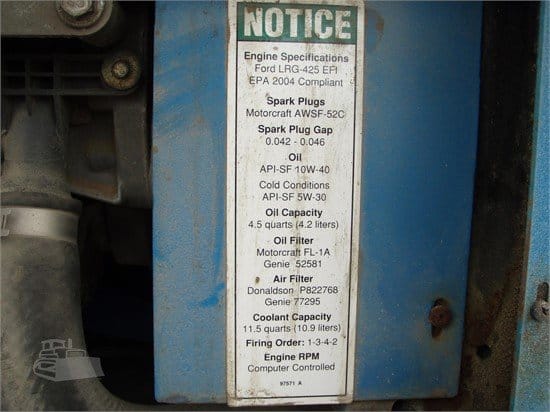 NOTICE
Engine Specifications
Ford LRG-425 EFI
EPA 2004 Compliant
Spark Plugs
Motorcraft AWSF-52C
Spark Plug Gap
0.042 - 0.046
Oil
API-SF 10W-40
Cold Conditions
API-SF 5W-30
Oil Capacity
4.5 quarts (4.2 liters)
Oil Filter
Motorcraft FL-1A
Genie 52581
Air Filter
Donaldson P822768
Genie 77295
Coolant Capacity
11.5 quarts (10.9 liters)
Firing Order: 1-3-4-2
Engine RPM
Computer Controlled
97571 A